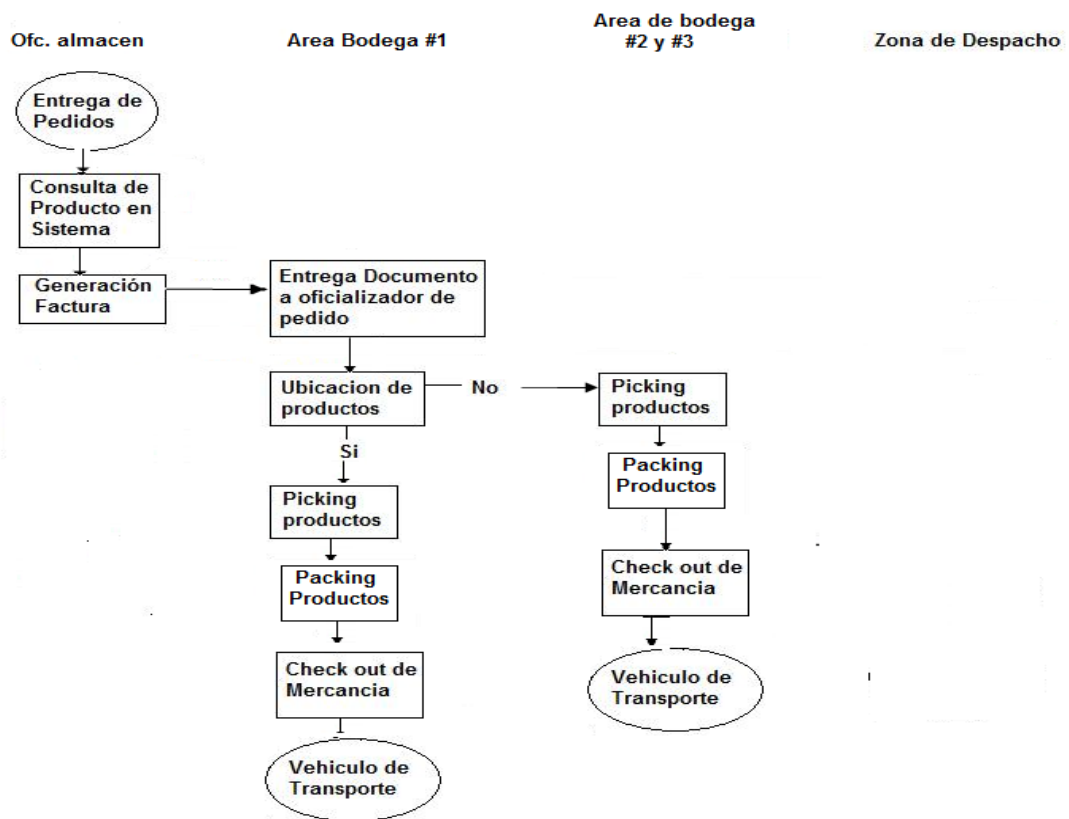 Ofc. almacen
Area Bodega #1
Area de bodega
#2 y #3
Zona de Despacho
Entrega de
Pedidos
Consulta de
Producto en
Sistema
Generación
Factura
Entrega Documento
a oficializador de
pedido
Ubicacion de
productos
No
Si
Picking
productos
Packing
Productos
Check out de
Mercancia
Vehiculo de
Transporte
Picking
productos
Packing
Productos
Check out de
Mercancia
Vehiculo de
Transporte